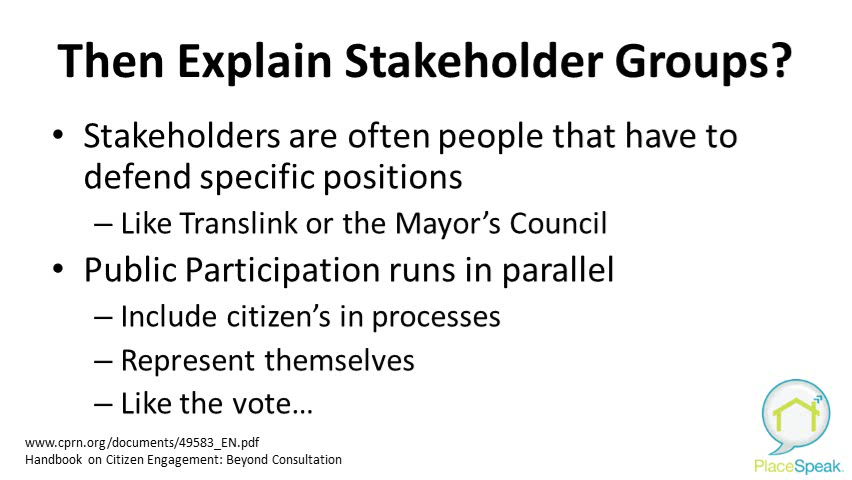 Then Explain Stakeholder Groups?
• Stakeholders are often people that have to
defend specific positions
– Like Translink or the Mayor's Council
• Public Participation runs in parallel
– Include citizen's in processes
– Represent themselves
– Like the vote…
www.cprn.org/documents/49583_EN.pdf
Handbook on Citizen Engagement: Beyond Consultation
PlaceSpeak.